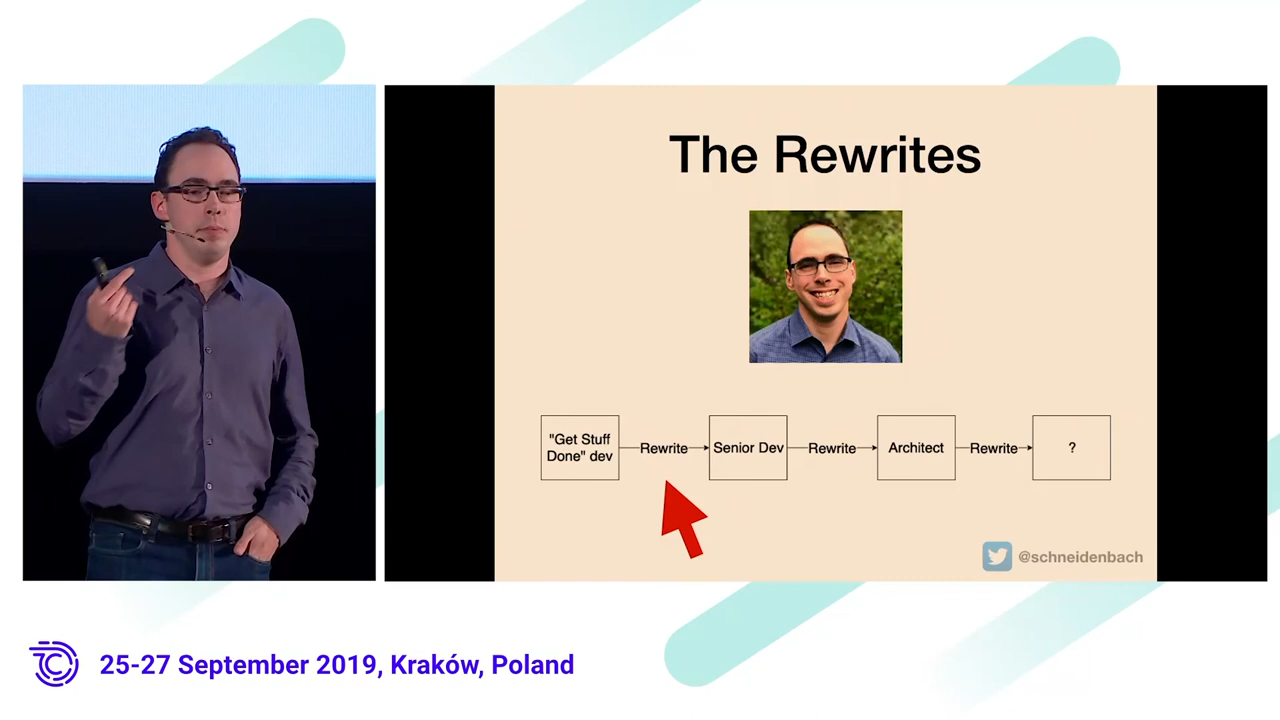 The Rewrites
"Get Stuff
Done" dev
Rewrite
Senior Dev
Rewrite
Architect
Rewrite
?
@schneidenbach
25-27 September 2019, Kraków, Poland